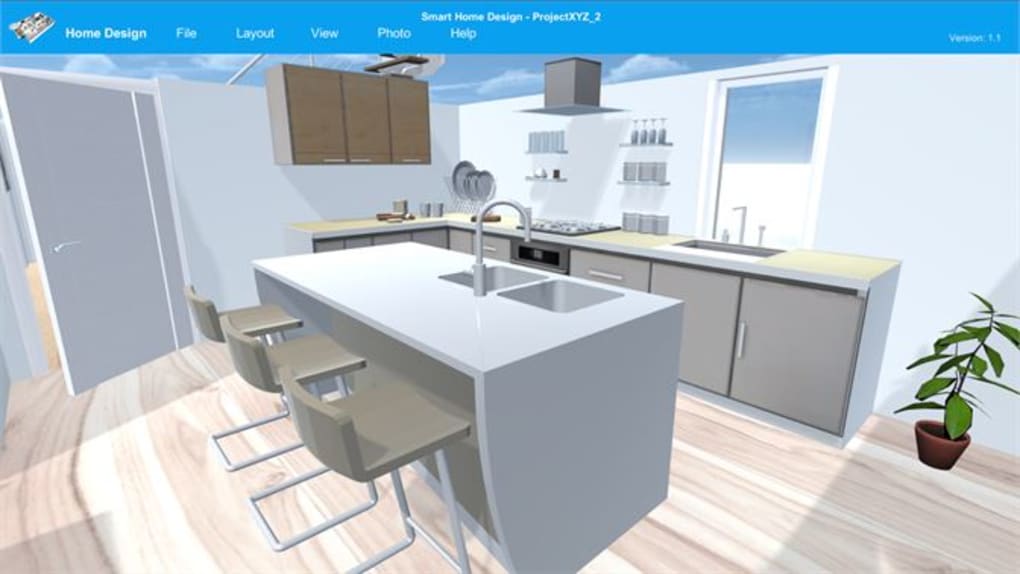 Smart Home Design - ProjectXYZ_2
Home Design File Layout View Photo Help
Version: 1.1